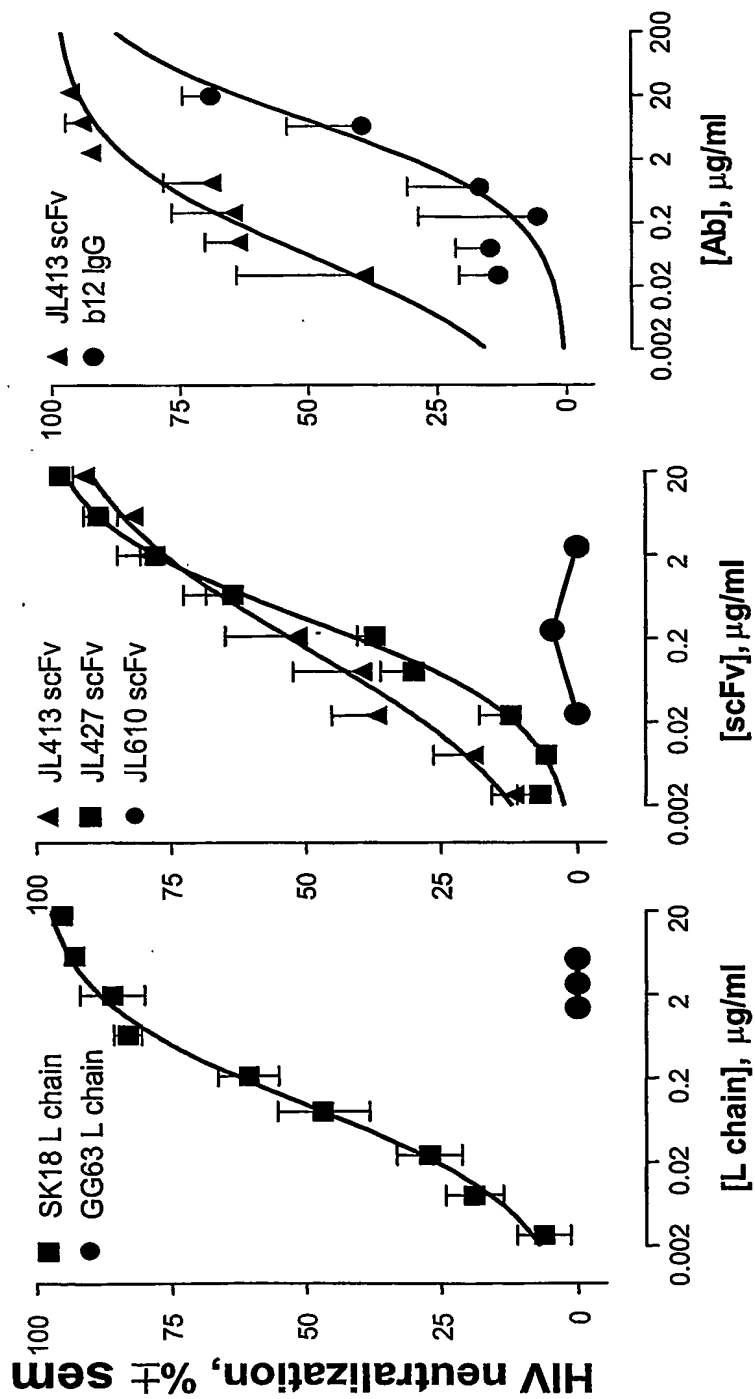 HIV neutralization, %± sem
100
75
50
25
0
SK18 L chain
GG63 L chain
0.002 0.02 0.2 2 20
[L chain], µg/ml
100
75
50
25
0
JL413 scFv
JL427 scFv
JL610 scFv
0.002 0.02 0.2 2 20
[scFv], µg/ml
100
75
50
25
0
JL413 scFv
b12 IgG
0.002 0.02 0.2 2 20 200
[Ab], µg/ml